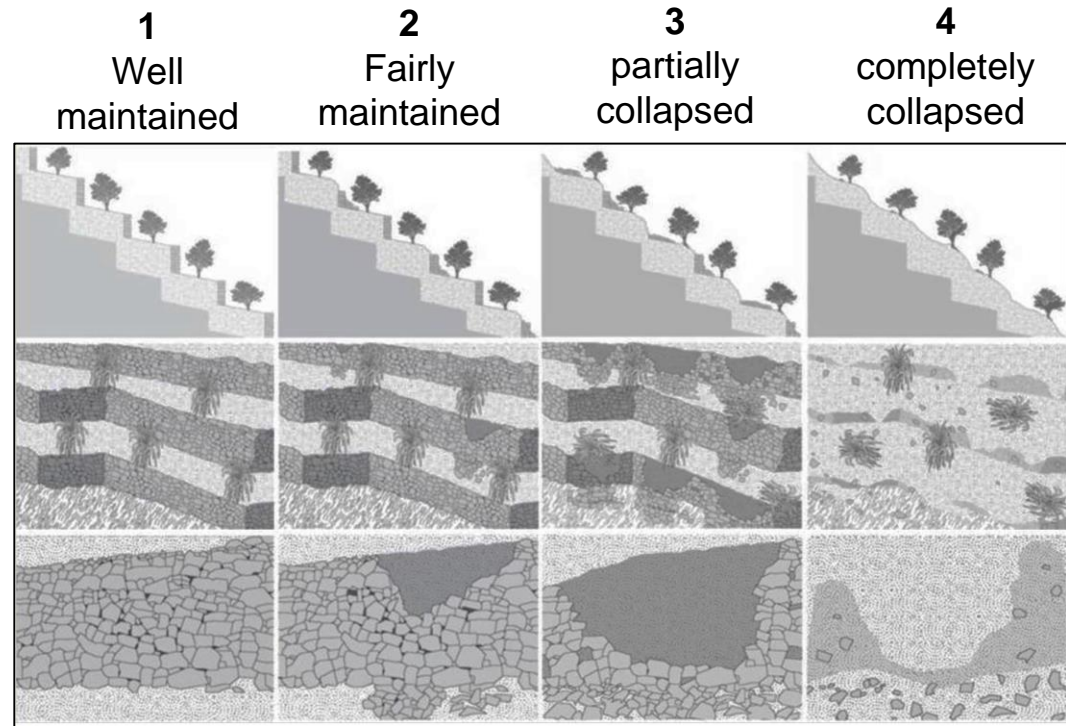 1
Well
maintained
2
Fairly
maintained
3
partially
collapsed
4
completely
collapsed